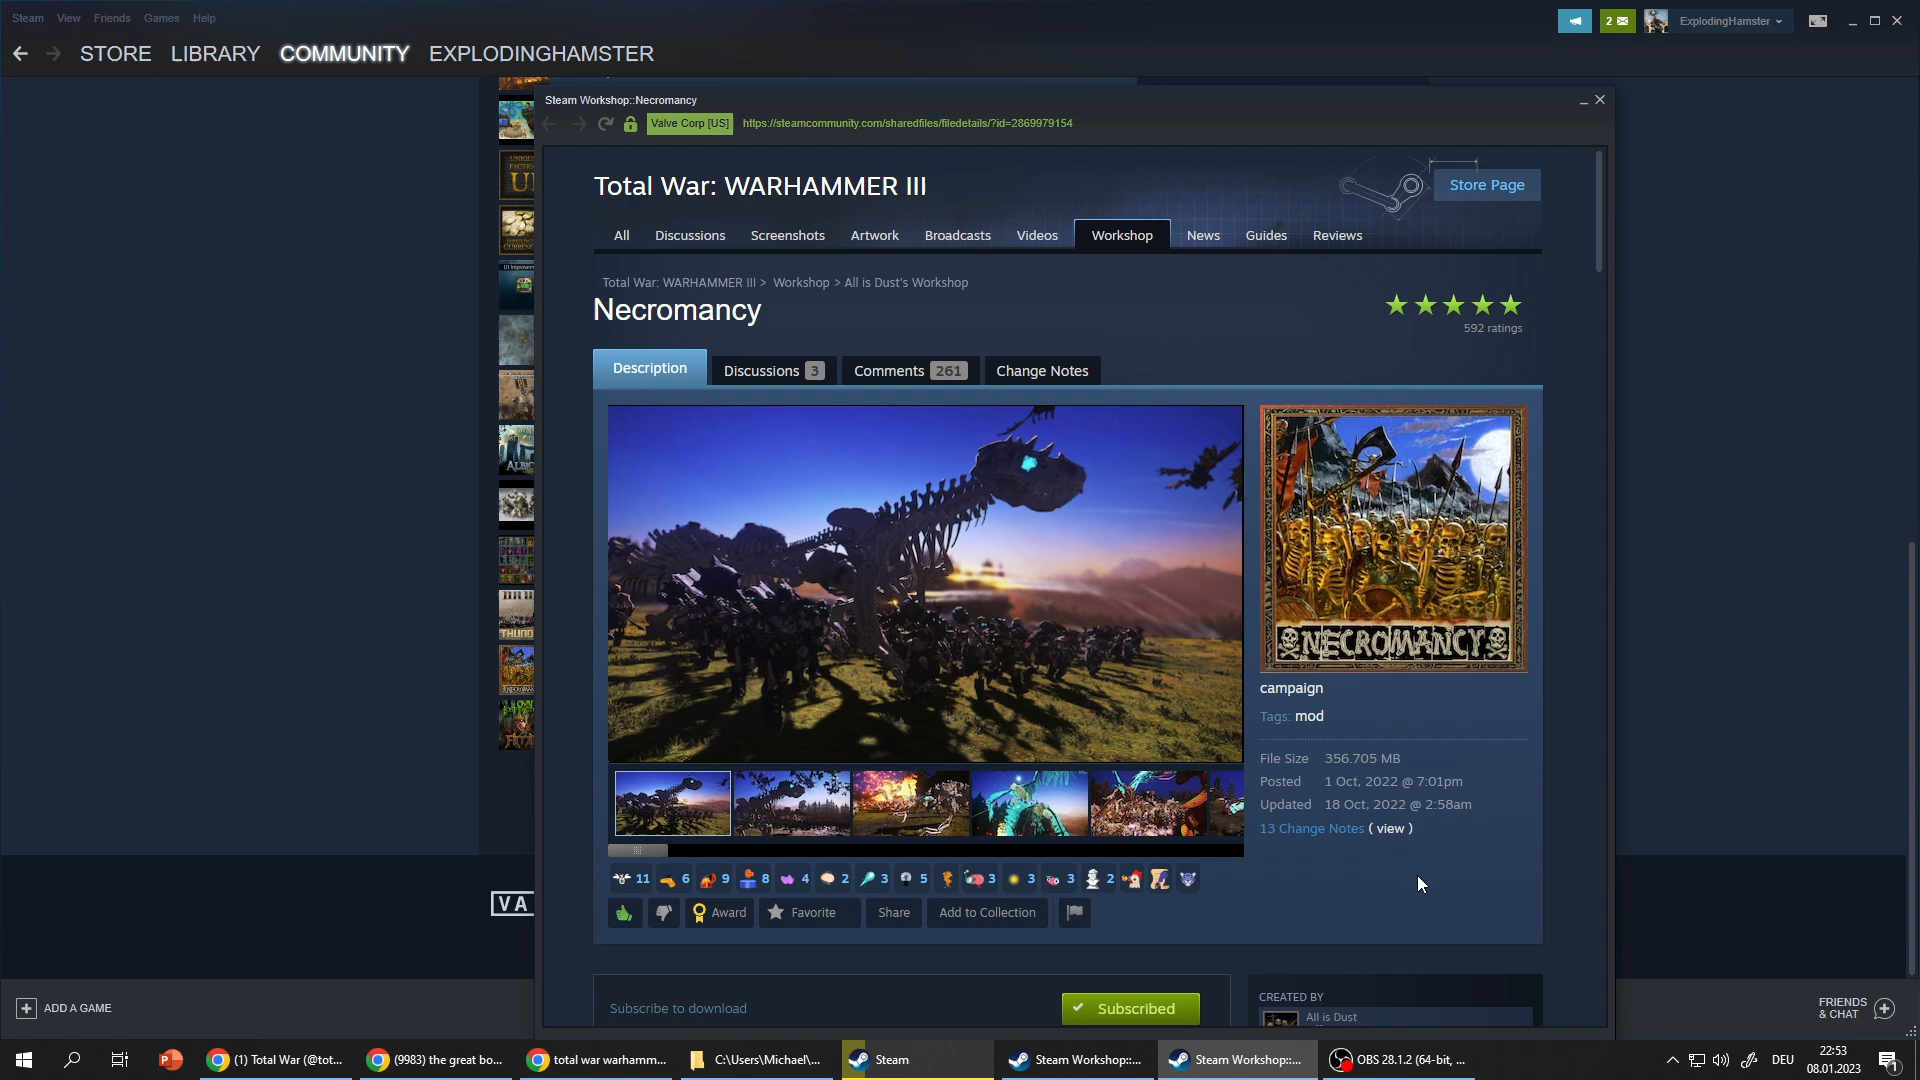 Steam View Friends Games Help
2
ExplodingHamster
STORE LIBRARY COMMUNITY EXPLODINGHAMSTER
Steam Workshop::Necromancy
Valve Corp [US] https://steamcommunity.com/sharedfiles/filedetails/?id=2869979154
Total War: WARHAMMER III
Store Page
All Discussions Screenshots Artwork Broadcasts Videos Workshop News Guides Reviews
Total War: WARHAMMER III > Workshop > All is Dust's Workshop
Necromancy
592 ratings
Description Discussions 3 Comments 261 Change Notes
NECROMANCY
campaign
Tags: mod
File Size 356.705 MB
Posted 1 Oct, 2022 @ 7:01pm
Updated 18 Oct, 2022 @ 2:58am
13 Change Notes ( view )
11 6 9 8 4 2 3 5 3 3 3 2
Award Favorite Share Add to Collection
VA
Subscribe to download
Subscribed
CREATED BY
All is Dust
ADD A GAME
FRIENDS
& CHAT
(1) Total War (@tot...
(9983) the great bo...
total war warhamm...
C:\Users\Michael\...
Steam
Steam Workshop::...
Steam Workshop::...
OBS 28.1.2 (64-bit, ...
DEU
22:53
08.01.2023
1